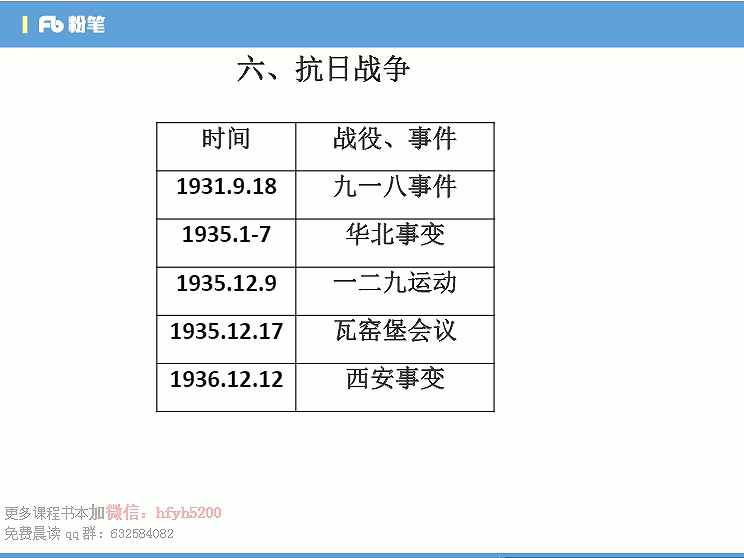 Fb 粉笔
六、抗日战争
时间 战役、事件
1931.9.18 九一八事件
1935.1-7 华北事变
1935.12.9 一二九运动
1935.12.17 瓦窑堡会议
1936.12.12 西安事变
更多课程书本加微信：hfyh5200
免费晨读qq群：632584082